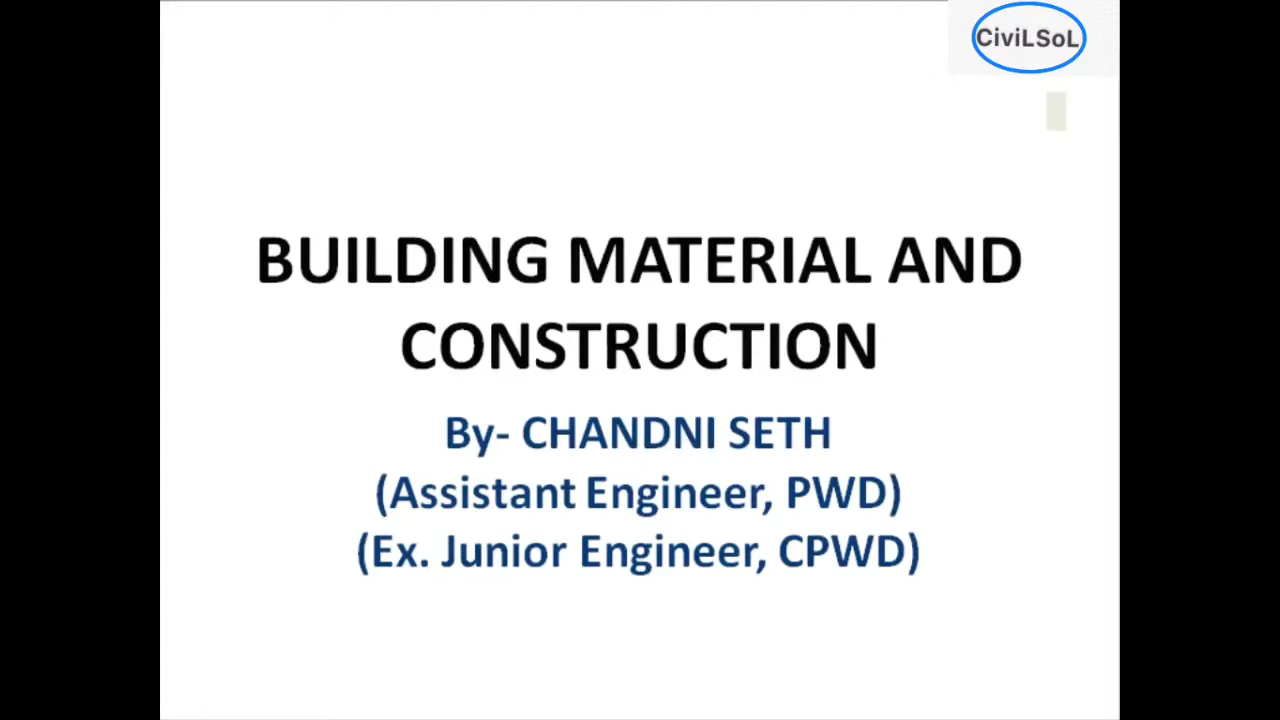 CiviLSoL
BUILDING MATERIAL AND
CONSTRUCTION
By- CHANDNI SETH
(Assistant Engineer, PWD)
(Ex. Junior Engineer, CPWD)